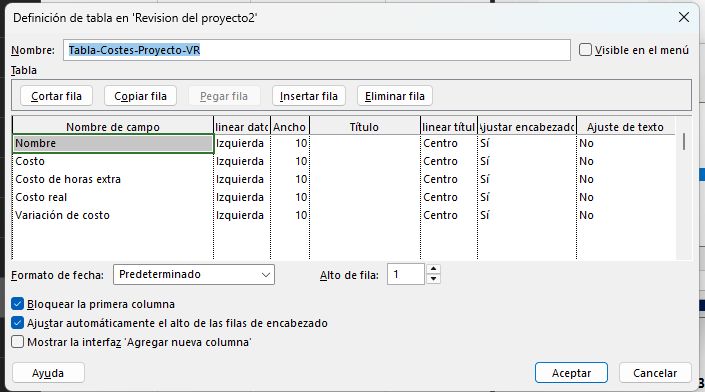 Definición de tabla en 'Revision del proyecto2'
Nombre: Tabla-Costes-Proyecto-VR Visible en el menú
Tabla
Cortar fila Copiar fila Pegar fila Insertar fila Eliminar fila
Nombre de campo linear dato Ancho Título linear títul Ajustar encabezado Ajuste de texto
Nombre Izquierda 10 Centro Sí No
Costo Izquierda 10 Centro Sí No
Costo de horas extra Izquierda 10 Centro Sí No
Costo real Izquierda 10 Centro Sí No
Variación de costo Izquierda 10 Centro Sí No
Formato de fecha: Predeterminado Alto de fila: 1
Bloquear la primera columna
Ajustar automáticamente el alto de las filas de encabezado
Mostrar la interfaz 'Agregar nueva columna'
Ayuda Aceptar Cancelar
3